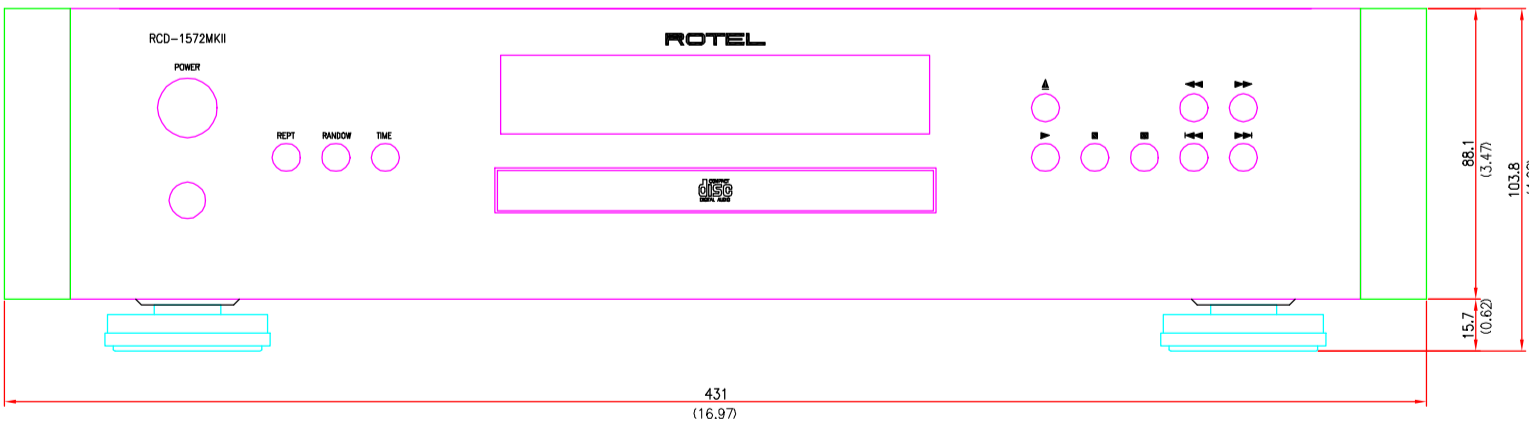 RCD-1572MKII
ROTEL
POWER
REPT RANDOW TIME
COMPACT
disc
DIGITAL AUDIO
88.1
(3.47)
103.8
15.7
(0.62)
431
(16.97)